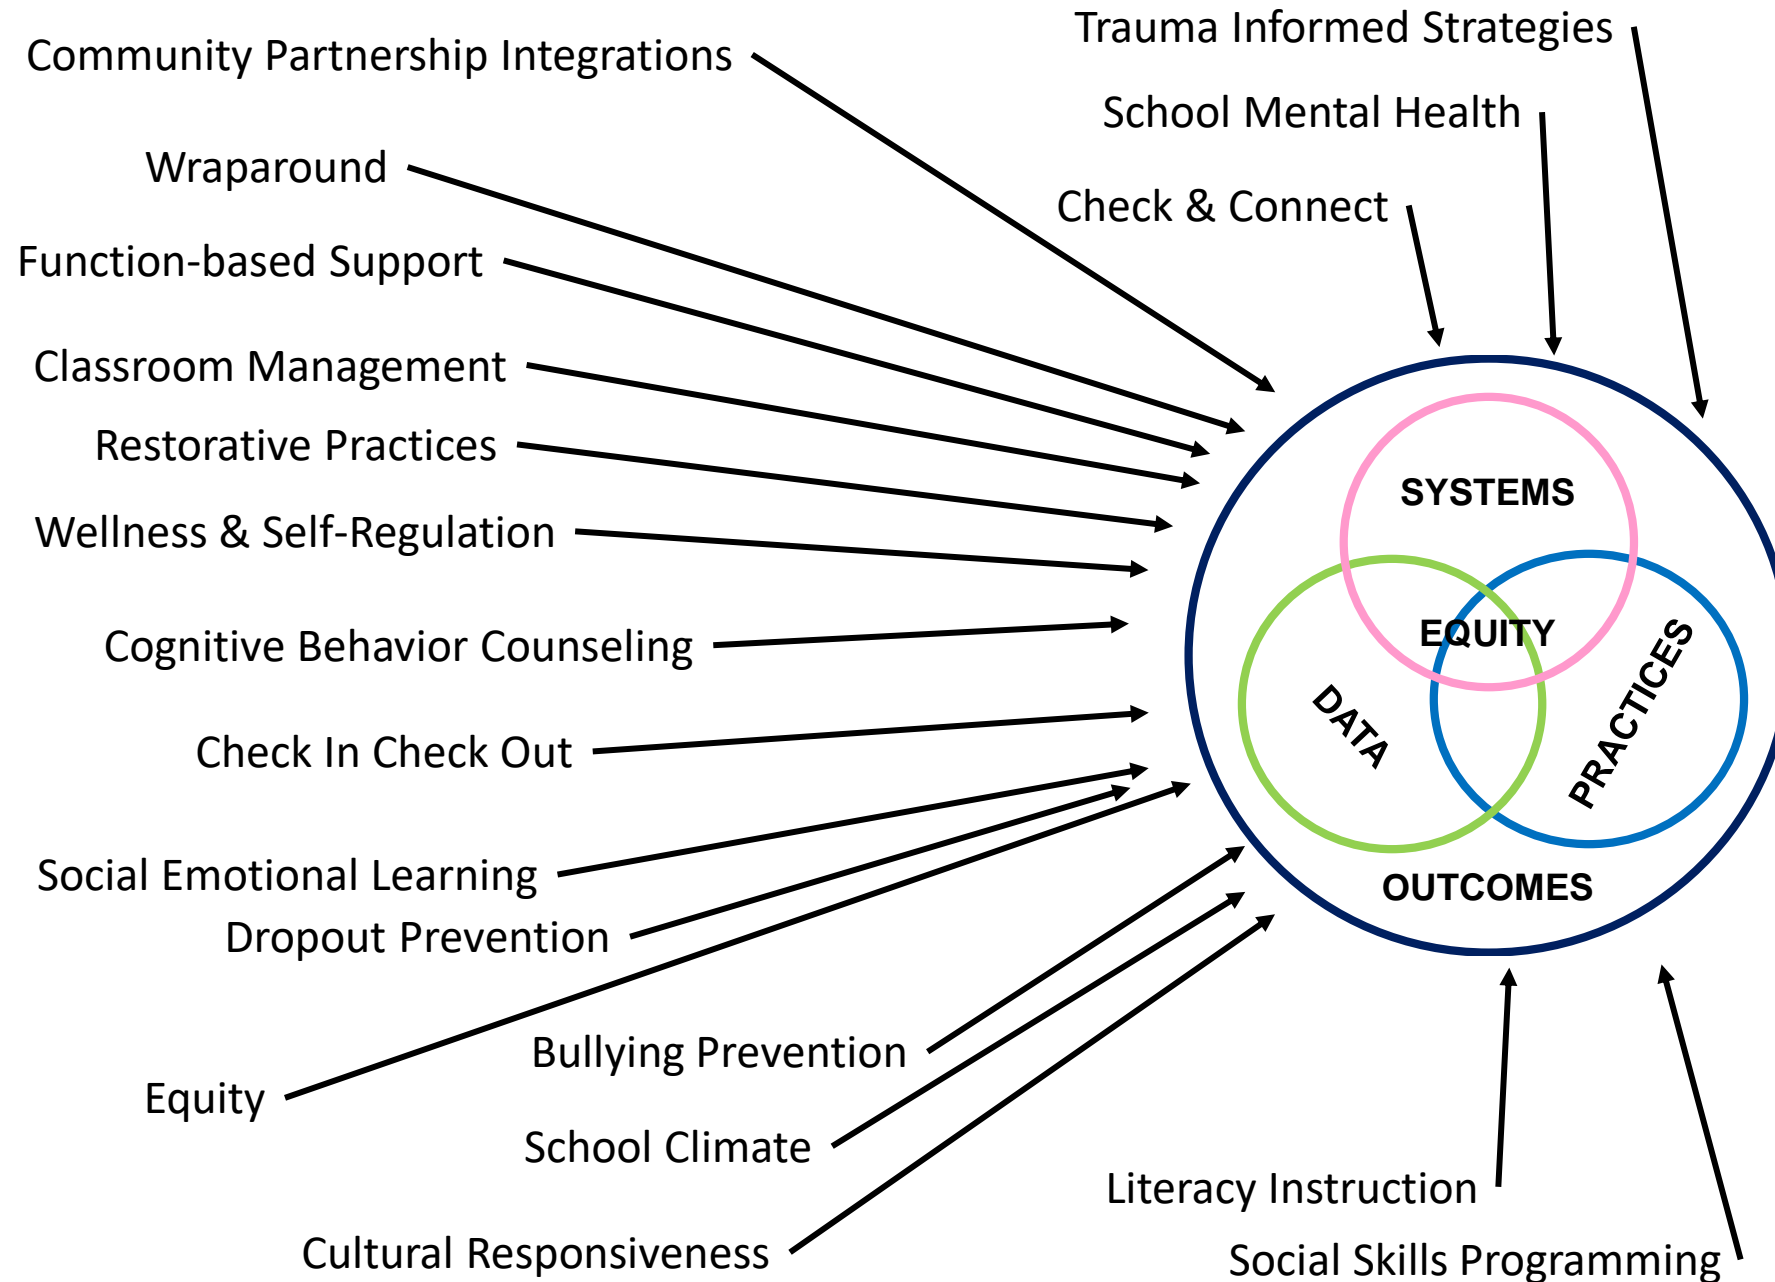 Community Partnership Integrations
Trauma Informed Strategies
School Mental Health
Wraparound
Check & Connect
Function-based Support
Classroom Management
Restorative Practices
Wellness & Self-Regulation
Cognitive Behavior Counseling
Check In Check Out
Social Emotional Learning
Dropout Prevention
Equity
Bullying Prevention
School Climate
Cultural Responsiveness
Literacy Instruction
Social Skills Programming
SYSTEMS
EQUITY
DATA
PRACTICES
OUTCOMES